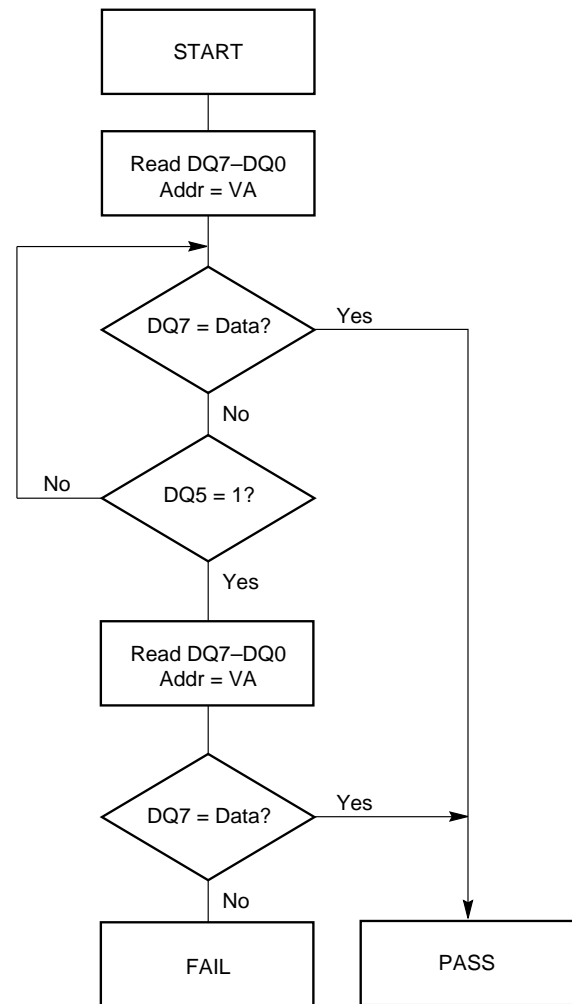 START
Read DQ7–DQ0
Addr = VA
DQ7 = Data?
Yes
No
No
DQ5 = 1?
Yes
Read DQ7–DQ0
Addr = VA
DQ7 = Data?
Yes
No
FAIL
PASS